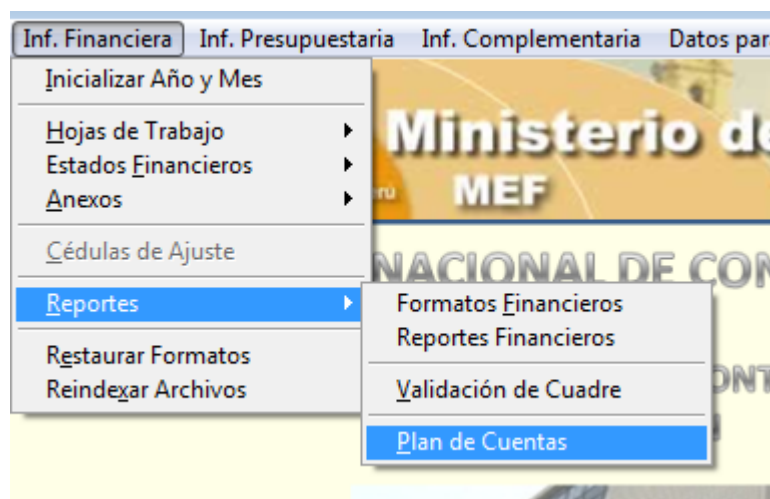 Inf. Financiera Inf. Presupuestaria Inf. Complementaria Datos par
Inicializar Año y Mes
Hojas de Trabajo
Estados Financieros
Anexos
Cédulas de Ajuste
Reportes
Restaurar Formatos
Reindexar Archivos
Ministerio de
MEF
NACIONAL DE CON
Formatos Financieros
Reportes Financieros
Validación de Cuadre
Plan de Cuentas